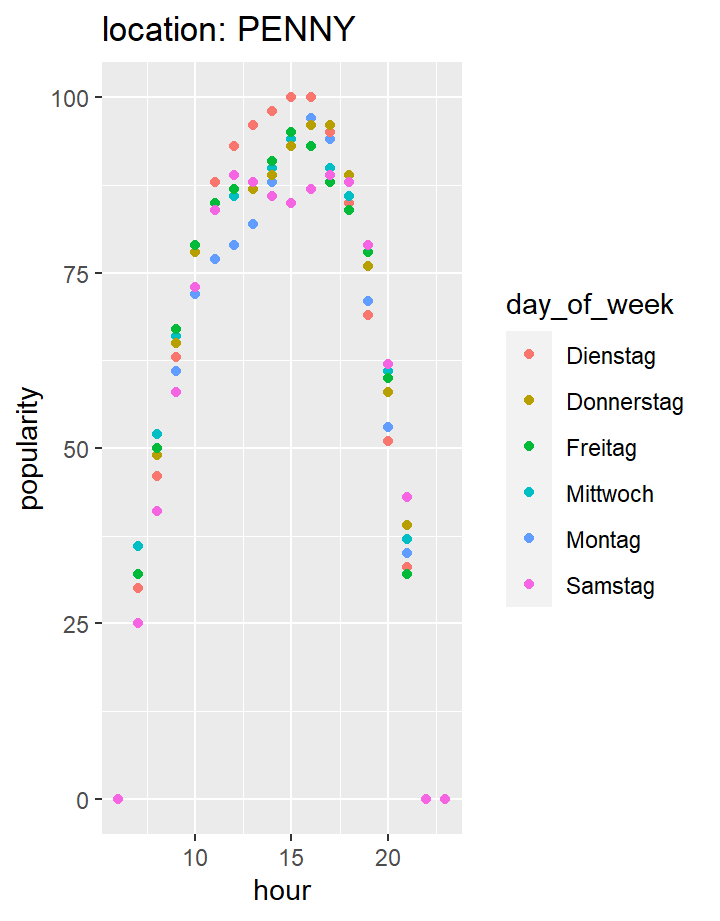 location: PENNY
100
75
50
25
0
popularity
10 15 20
hour
day_of_week
Dienstag
Donnerstag
Freitag
Mittwoch
Montag
Samstag